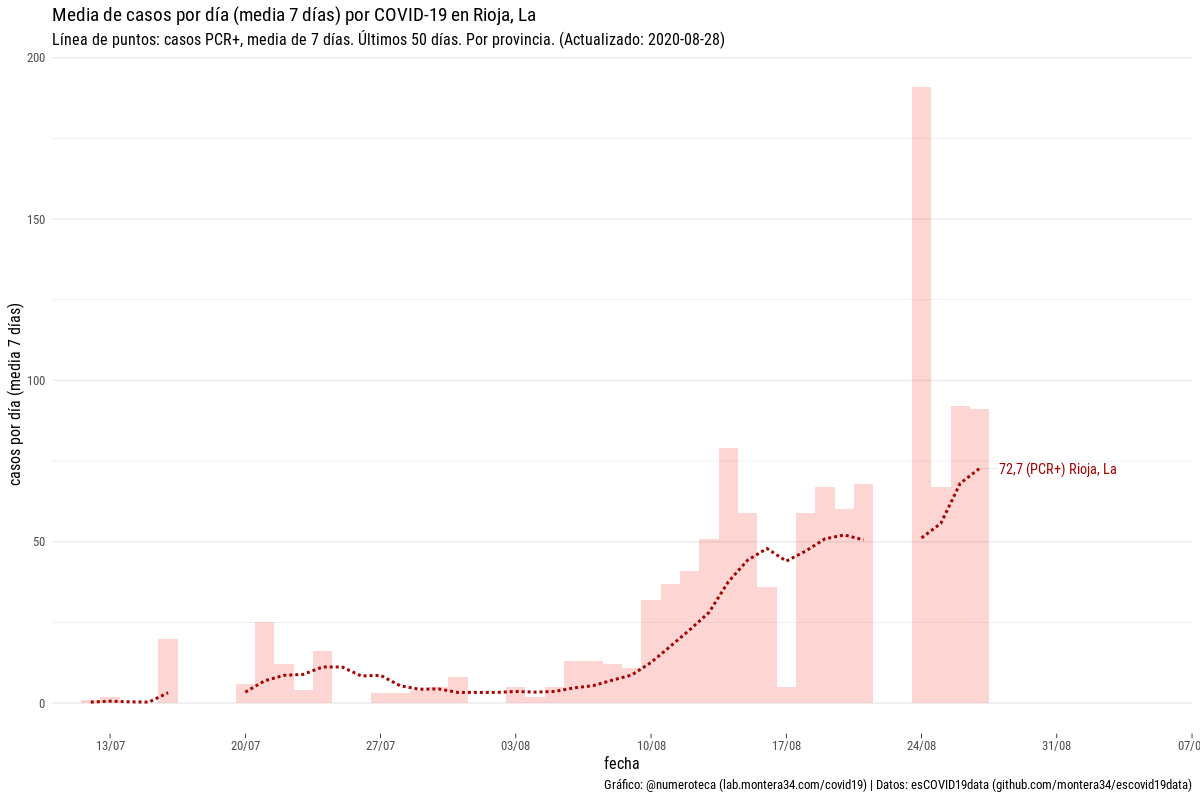 Media de casos por día (media 7 días) por COVID-19 en Rioja, La
Línea de puntos: casos PCR+, media de 7 días. Últimos 50 días. Por provincia. (Actualizado: 2020-08-28)
200
150
100
50
0
casos por día (media 7 días)
72,7 (PCR+) Rioja, La
13/07
20/07
27/07
03/08
10/08
17/08
24/08
31/08
07/0
fecha
Gráfico: @numeroteca (lab.montera34.com/covid19) | Datos: esCOVID19data (github.com/montera34/escovid19data)